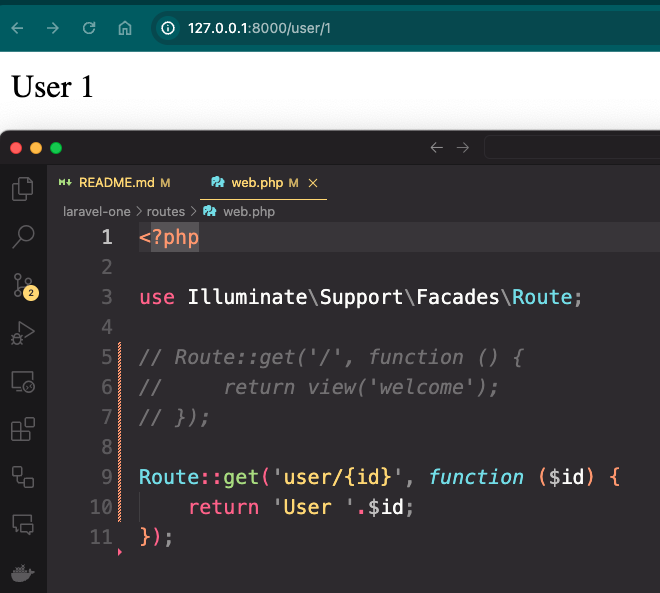 127.0.0.1:8000/user/1
User 1
README.md M
web.php M
laravel-one > routes > web.php
1 <?php
2
3 use Illuminate\Support\Facades\Route;
4
5 // Route::get('/', function () {
6 //     return view('welcome');
7 // });
8
9 Route::get('user/{id}', function ($id) {
10     return 'User '.$id;
11 });
2